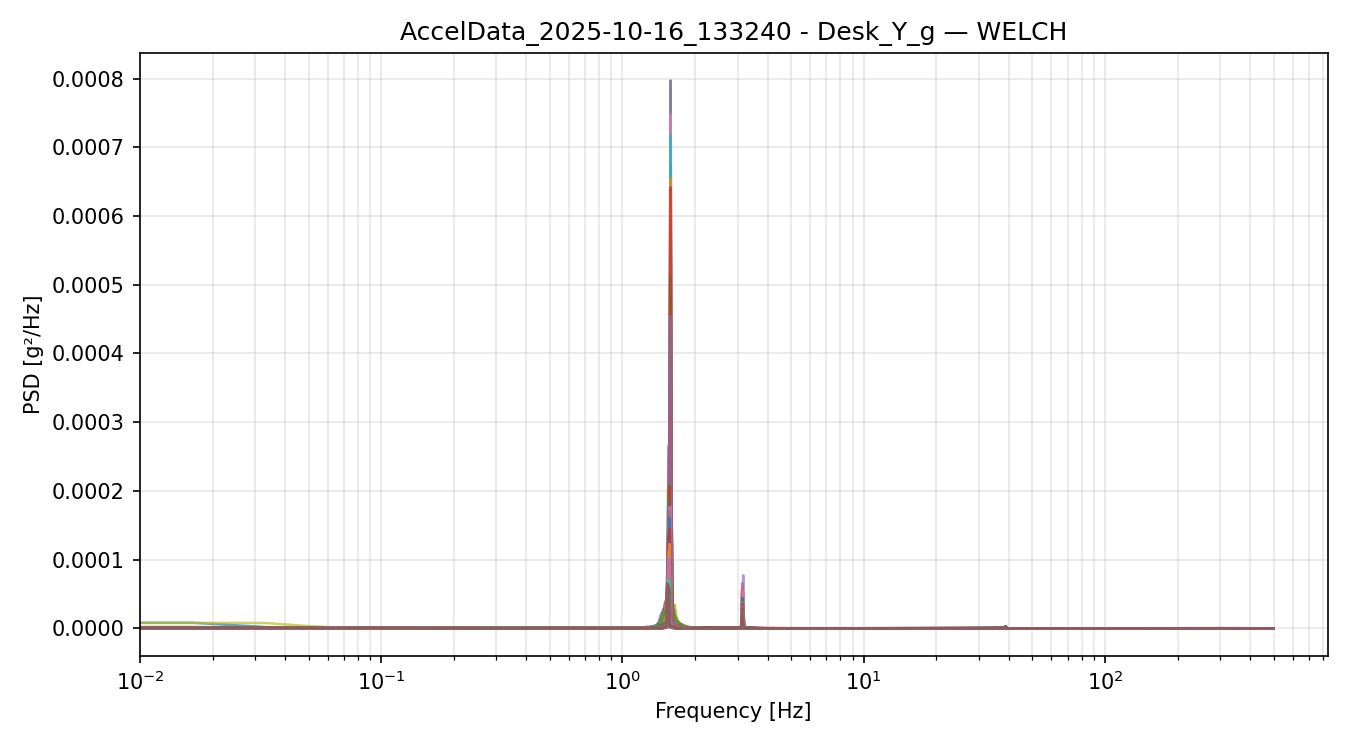 AccelData_2025-10-16_133240 - Desk_Y_g — WELCH
PSD [g²/Hz]
0.0008
0.0007
0.0006
0.0005
0.0004
0.0003
0.0002
0.0001
0.0000
10⁻² 10⁻¹ 10⁰ 10¹ 10²
Frequency [Hz]